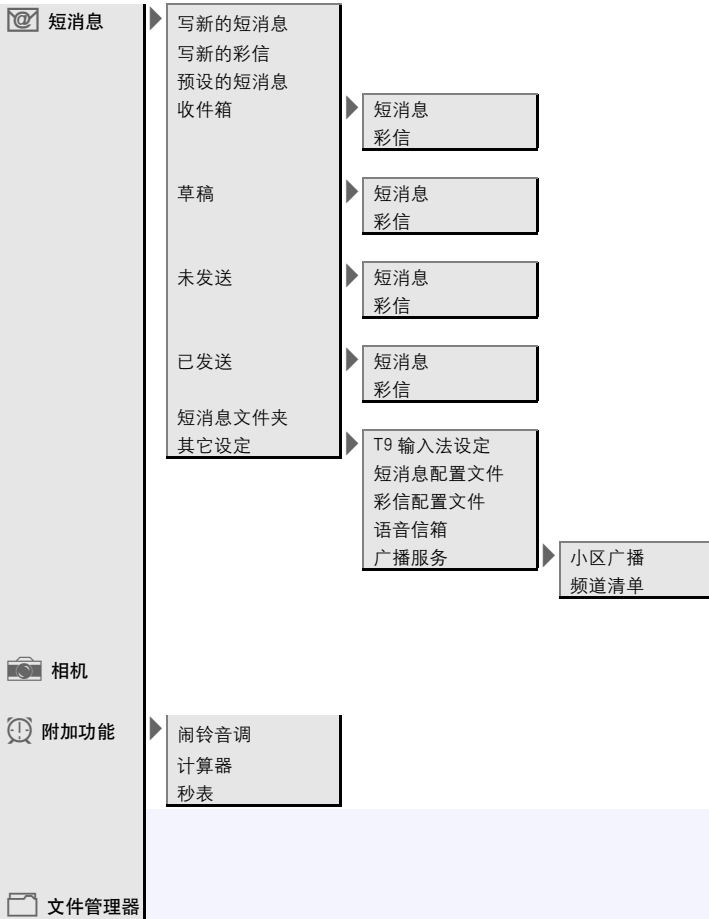 短消息
写新的短消息
写新的彩信
预设的短消息
收件箱
短消息
彩信
草稿
短消息
彩信
未发送
短消息
彩信
已发送
短消息
彩信
短消息文件夹
其它设定
T9 输入法设定
短消息配置文件
彩信配置文件
语音信箱
广播服务
小区广播
频道清单
相机
附加功能
闹铃音调
计算器
秒表
文件管理器